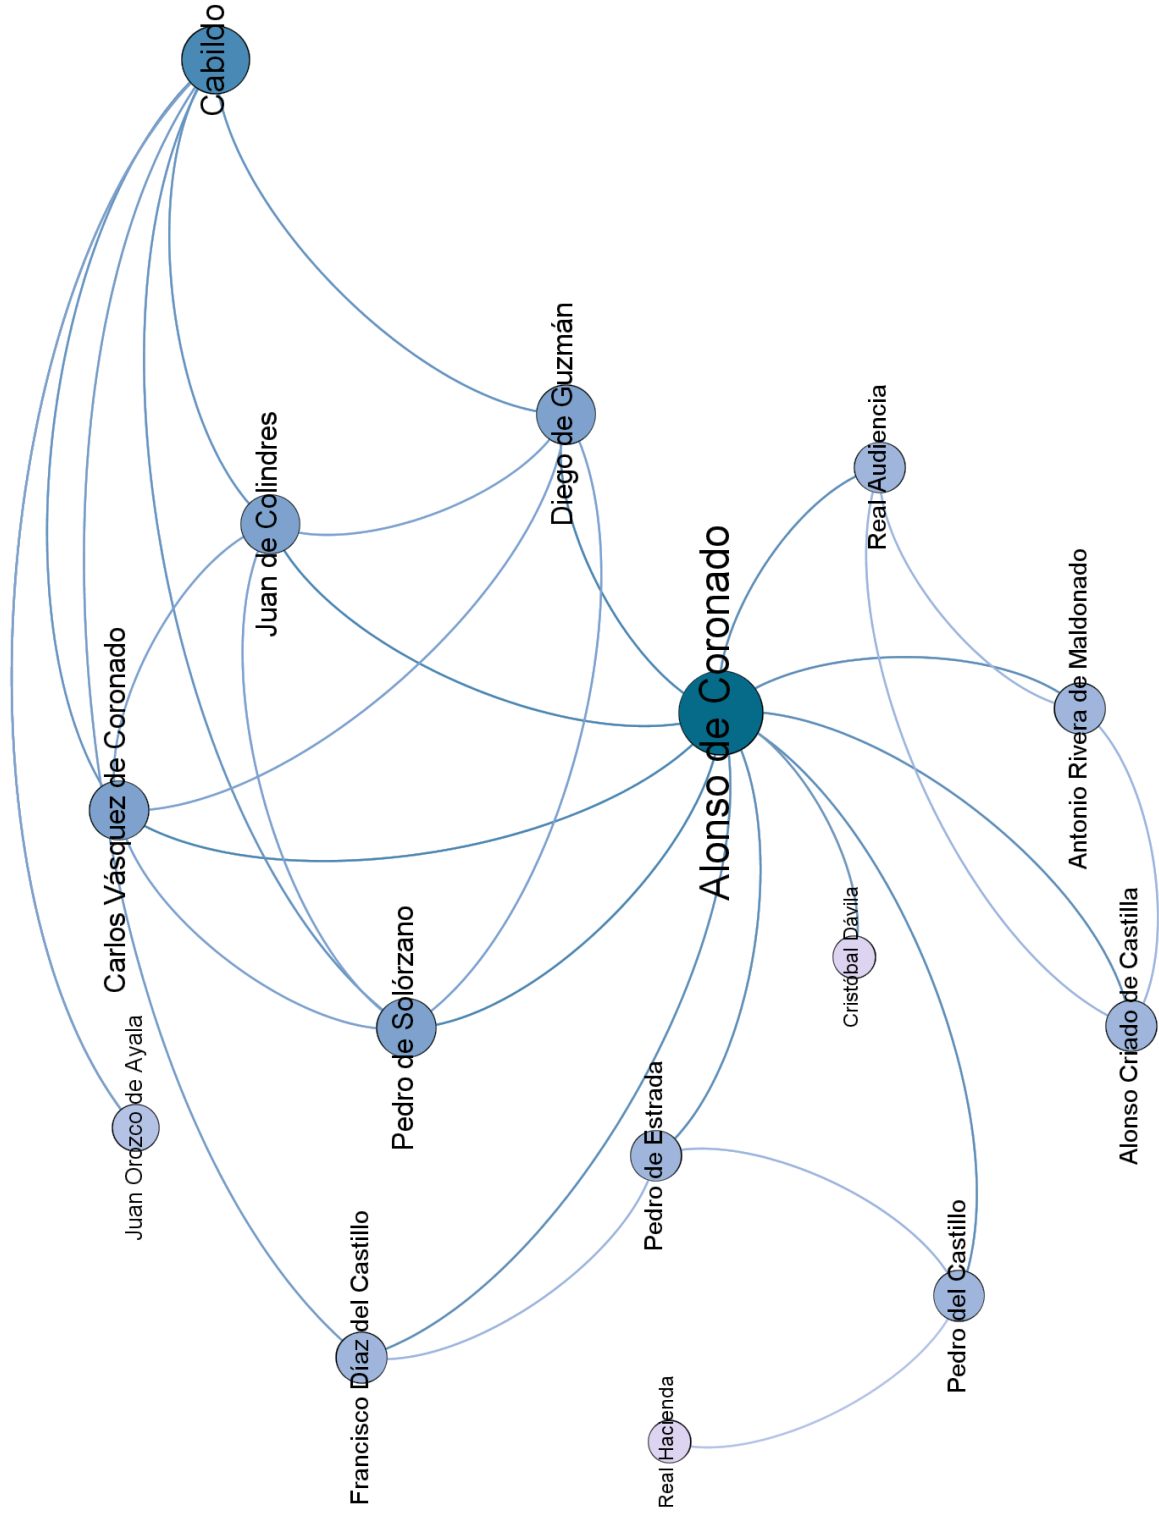 Cabildo
Diego de Guzmán
Real Audiencia
Juan de Colindres
Alonso de Coronado
Antonio Rivera de Maldonado
Carlos Vásquez de Coronado
Cristóbal Dávila
Alonso Criado de Castilla
Pedro de Solórzano
Juan Orozco de Ayala
Pedro de Estrada
Pedro del Castillo
Francisco Díaz del Castillo
Real Hacienda